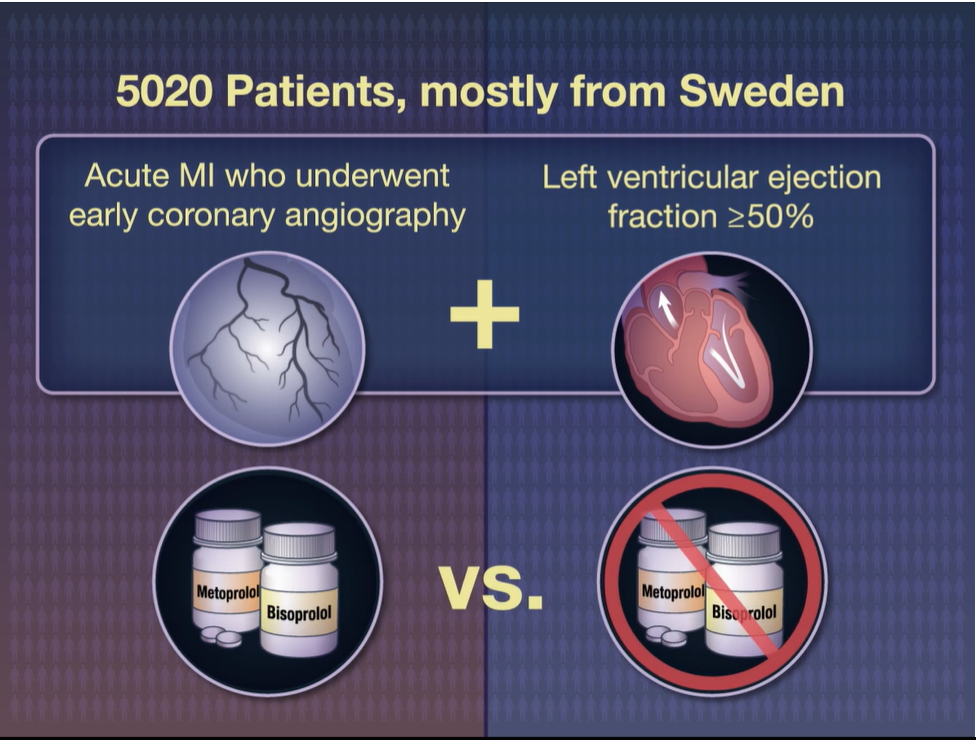 5020 Patients, mostly from Sweden
Acute MI who underwent
early coronary angiography
Left ventricular ejection
fraction ≥50%
+
Metoprolol
Bisoprolol
vs.
Metoprolol
Bisoprolol